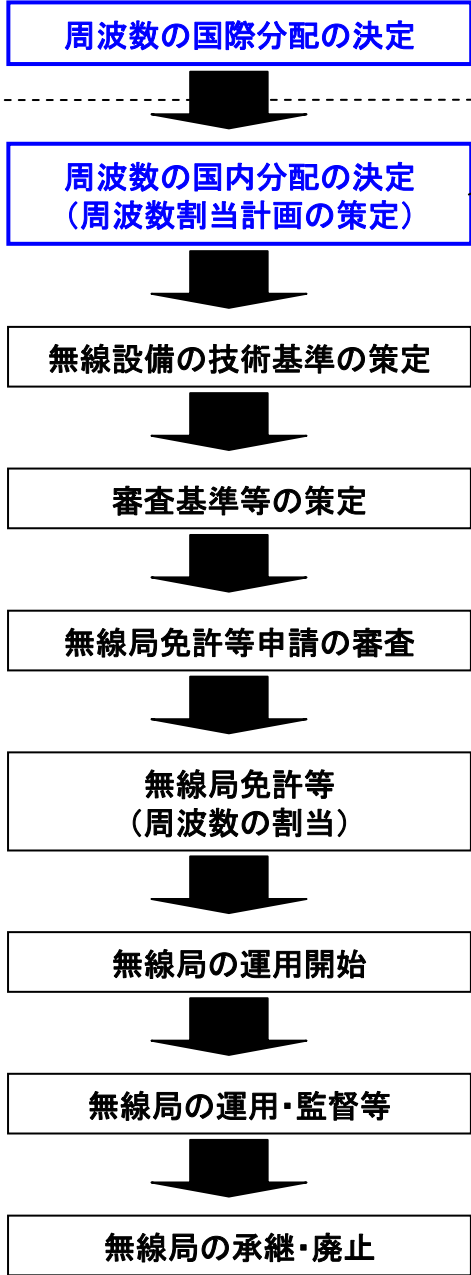 周波数の国際分配の決定
周波数の国内分配の決定
(周波数割当計画の策定)
無線設備の技術基準の策定
審査基準等の策定
無線局免許等申請の審査
無線局免許等
(周波数の割当)
無線局の運用開始
無線局の運用・監督等
無線局の承継・廃止